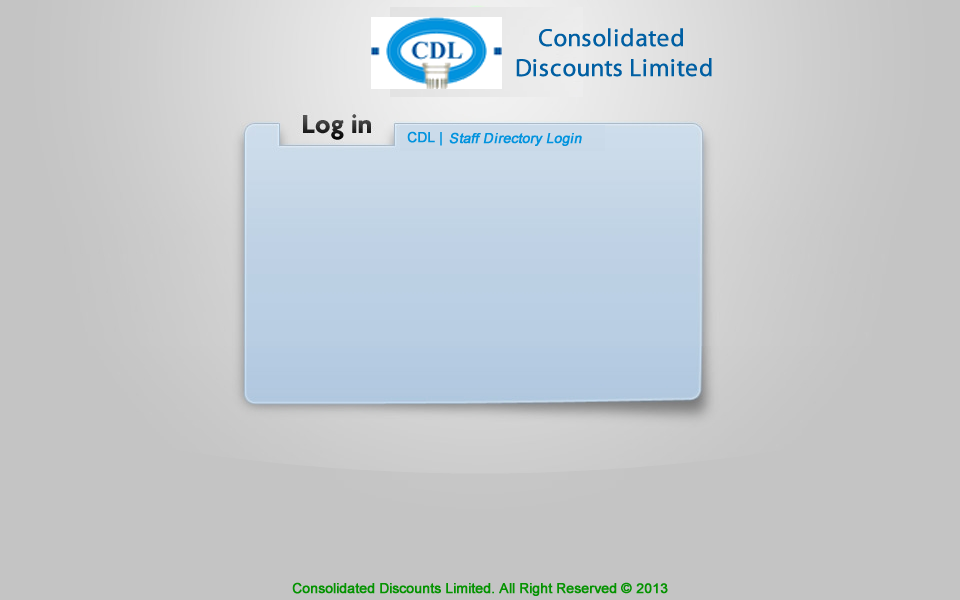 CDL
Consolidated
Discounts Limited
Log in
CDL | Staff Directory Login
Consolidated Discounts Limited. All Right Reserved © 2013